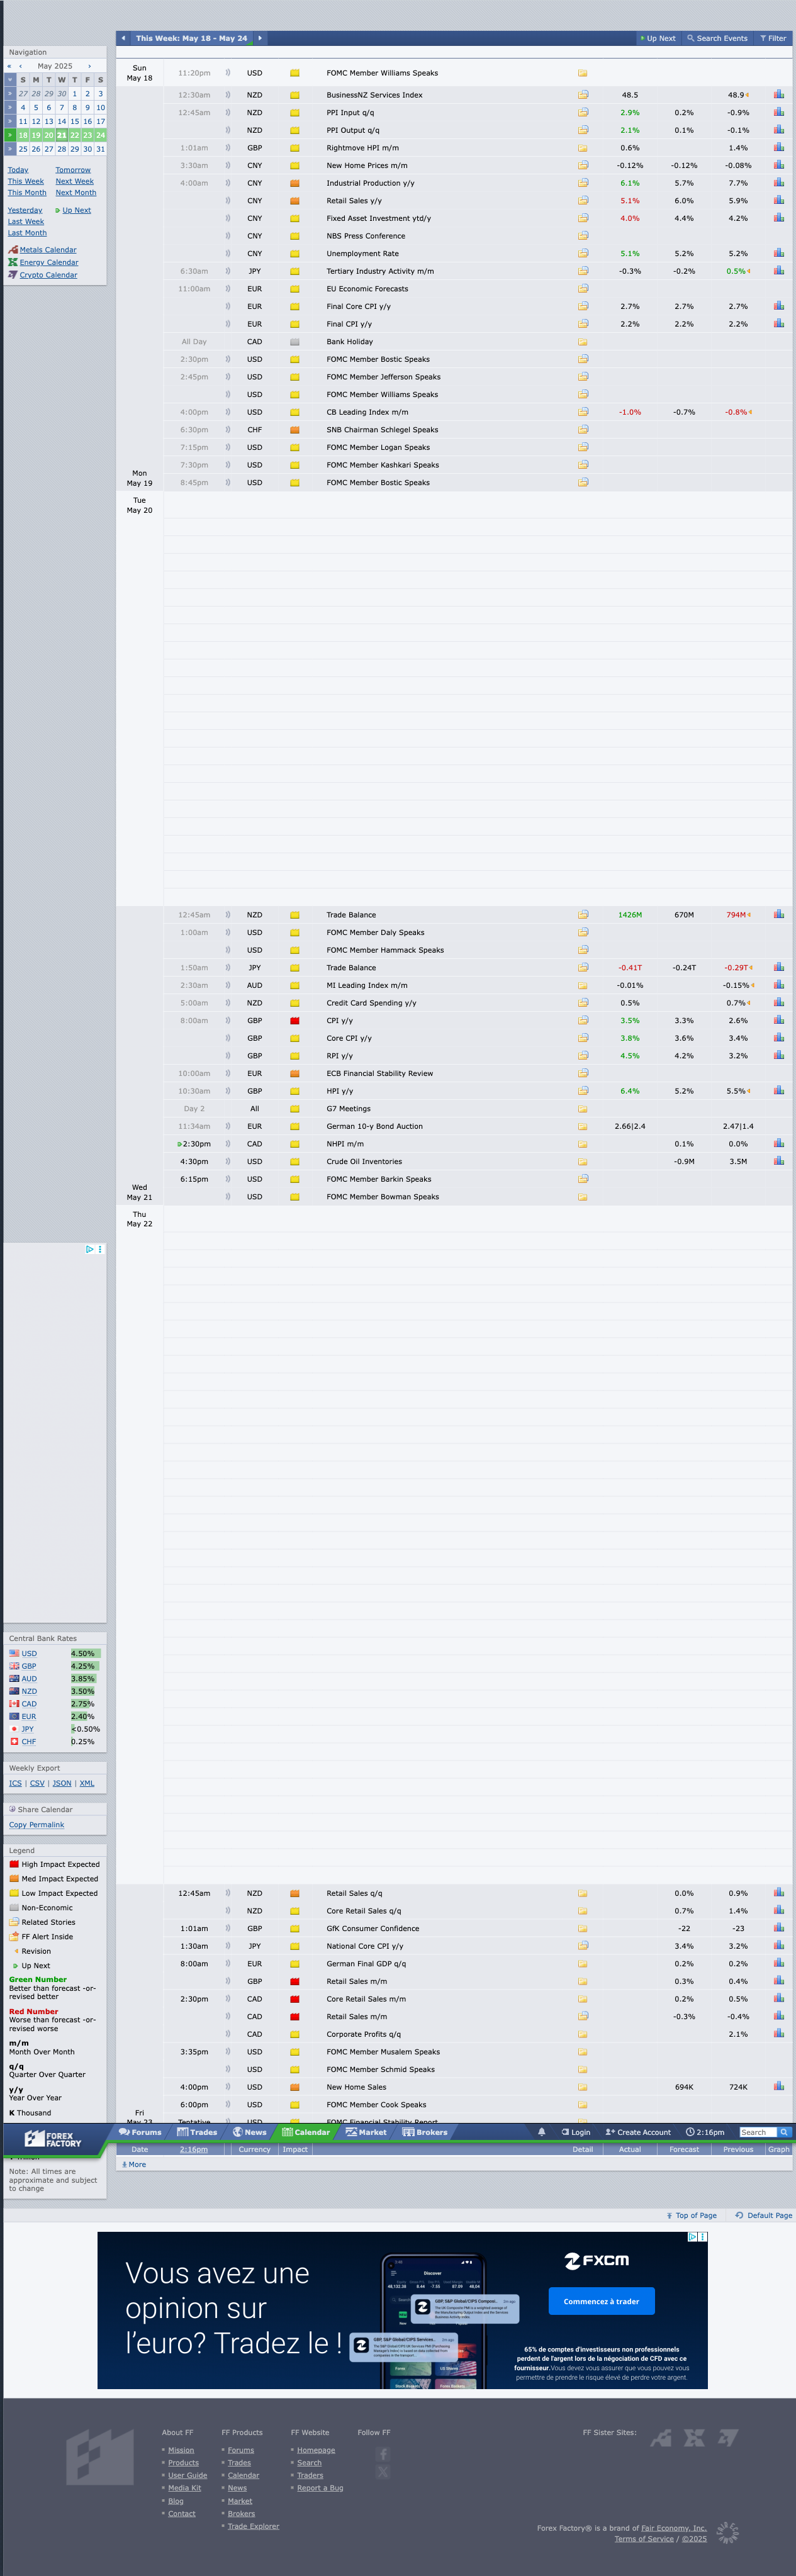 This Week: May 18 - May 24
Up Next
Search Events
Filter
Navigation
« ‹ May 2025 ›
« S M T W T F S
> 27 28 29 30 1 2 3
> 4 5 6 7 8 9 10
> 11 12 13 14 15 16 17
> 18 19 20 21 22 23 24
> 25 26 27 28 29 30 31
Today Tomorrow
This Week Next Week
This Month Next Month
Yesterday Up Next
Last Week
Last Month
Metals Calendar
Energy Calendar
Crypto Calendar
Sun
May 18
11:20pm USD FOMC Member Williams Speaks
12:30am NZD BusinessNZ Services Index 48.5 48.9
12:45am NZD PPI Input q/q 2.9% 0.2% -0.9%
NZD PPI Output q/q 2.1% 0.1% -0.1%
1:01am GBP Rightmove HPI m/m 0.6% 1.4%
3:30am CNY New Home Prices m/m -0.12% -0.12% -0.08%
4:00am CNY Industrial Production y/y 6.1% 5.7% 7.7%
CNY Retail Sales y/y 5.1% 6.0% 5.9%
CNY Fixed Asset Investment ytd/y 4.0% 4.4% 4.2%
CNY NBS Press Conference
CNY Unemployment Rate 5.1% 5.2% 5.2%
6:30am JPY Tertiary Industry Activity m/m -0.3% -0.2% 0.5%
11:00am EUR EU Economic Forecasts
EUR Final Core CPI y/y 2.7% 2.7% 2.7%
EUR Final CPI y/y 2.2% 2.2% 2.2%
All Day CAD Bank Holiday
2:30pm USD FOMC Member Bostic Speaks
2:45pm USD FOMC Member Jefferson Speaks
USD FOMC Member Williams Speaks
4:00pm USD CB Leading Index m/m -1.0% -0.7% -0.8%
6:30pm CHF SNB Chairman Schlegel Speaks
7:15pm USD FOMC Member Logan Speaks
7:30pm USD FOMC Member Kashkari Speaks
Mon
May 19
8:45pm USD FOMC Member Bostic Speaks
Tue
May 20
12:45am NZD Trade Balance 1426M 670M 794M
1:00am USD FOMC Member Daly Speaks
USD FOMC Member Hammack Speaks
1:50am JPY Trade Balance -0.41T -0.24T -0.29T
2:30am AUD MI Leading Index m/m -0.01% -0.15%
5:00am NZD Credit Card Spending y/y 0.5% 0.7%
8:00am GBP CPI y/y 3.5% 3.3% 2.6%
GBP Core CPI y/y 3.8% 3.6% 3.4%
GBP RPI y/y 4.5% 4.2% 3.2%
10:00am EUR ECB Financial Stability Review
10:30am GBP HPI y/y 6.4% 5.2% 5.5%
Day 2 All G7 Meetings
11:34am EUR German 10-y Bond Auction 2.66|2.4 2.47|1.4
2:30pm CAD NHPI m/m 0.1% 0.0%
4:30pm USD Crude Oil Inventories -0.9M 3.5M
6:15pm USD FOMC Member Barkin Speaks
Wed
May 21
USD FOMC Member Bowman Speaks
Thu
May 22
Central Bank Rates
USD 4.50%
GBP 4.25%
AUD 3.85%
NZD 3.50%
CAD 2.75%
EUR 2.40%
JPY <0.50%
CHF 0.25%
Weekly Export
ICS | CSV | JSON | XML
Share Calendar
Copy Permalink
Legend
High Impact Expected
Med Impact Expected
Low Impact Expected
Non-Economic
Related Stories
FF Alert Inside
Revision
Up Next
Green Number
Better than forecast -or-
revised better
Red Number
Worse than forecast -or-
revised worse
m/m
Month Over Month
q/q
Quarter Over Quarter
y/y
Year Over Year
K Thousand
12:45am NZD Retail Sales q/q 0.0% 0.9%
NZD Core Retail Sales q/q 0.7% 1.4%
1:01am GBP GfK Consumer Confidence -22 -23
1:30am JPY National Core CPI y/y 3.4% 3.2%
8:00am EUR German Final GDP q/q 0.2% 0.2%
GBP Retail Sales m/m 0.3% 0.4%
2:30pm CAD Core Retail Sales m/m 0.2% 0.5%
CAD Retail Sales m/m -0.3% -0.4%
CAD Corporate Profits q/q 2.1%
3:35pm USD FOMC Member Musalem Speaks
USD FOMC Member Schmid Speaks
4:00pm USD New Home Sales 694K 724K
6:00pm USD FOMC Member Cook Speaks
Fri
May 23
Tentative USD FOMC Financial Stability Report
FOREX
FACTORY
Forums
Trades
News
Calendar
Market
Brokers
Login
Create Account
2:16pm
Search
Date 2:16pm Currency Impact Detail Actual Forecast Previous Graph
More
Note: All times are
approximate and subject
to change
Top of Page
Default Page
Vous avez une
opinion sur
l'euro? Tradez le !
Discover
FXCM
Commencez à trader
65% de comptes d'investisseurs non professionnels
perdent de l'argent lors de la négociation de CFD avec ce
fournisseur. Vous devez vous assurer que vous pouvez vous
permettre de prendre le risque élevé de perdre votre argent.
About FF
Mission
Products
User Guide
Media Kit
Blog
Contact
FF Products
Forums
Trades
Calendar
News
Market
Brokers
Trade Explorer
FF Website
Homepage
Search
Traders
Report a Bug
Follow FF
FF Sister Sites:
Forex Factory® is a brand of Fair Economy, Inc.
Terms of Service / ©2025